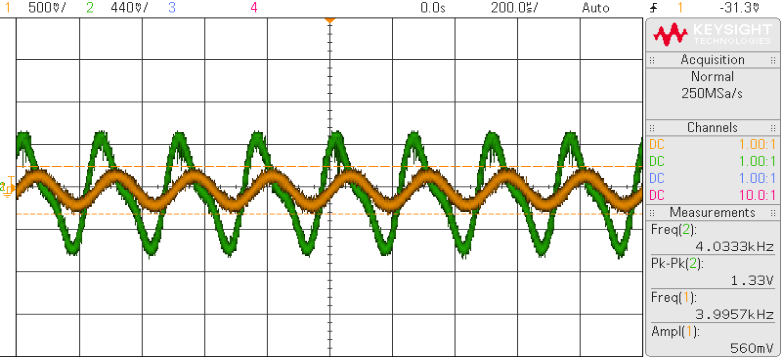 1 500mV/ 2 440mV/ 3 4 0.0s 200.0s/ Auto 1 -31.3mV
KEYSIGHT
TECHNOLOGIES
Acquisition
Normal
250MSa/s
Channels
DC 1.00:1
DC 1.00:1
DC 1.00:1
DC 10.0:1
Measurements
Freq(2):
4.0333kHz
Pk-Pk(2):
1.33V
Freq(1):
3.9957kHz
Ampl(1):
560mV